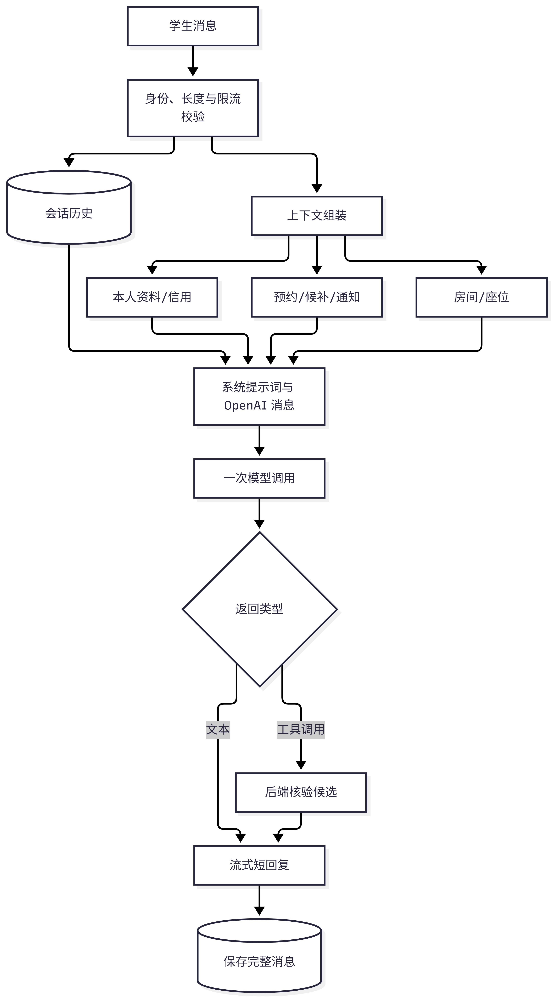 学生消息
身份、长度与限流
校验
会话历史
上下文组装
本人资料/信用
预约/候补/通知
房间/座位
系统提示词与
OpenAI 消息
一次模型调用
返回类型
文本
工具调用
后端核验候选
流式短回复
保存完整消息